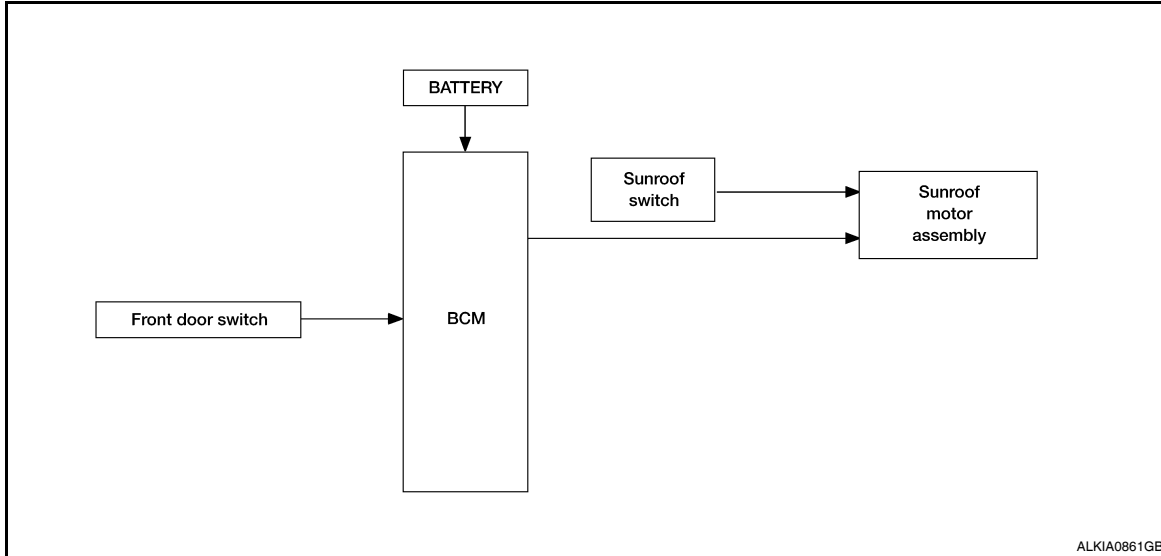 BATTERY
Sunroof
switch
Sunroof
motor
assembly
Front door switch
BCM
ALKIA0861GB